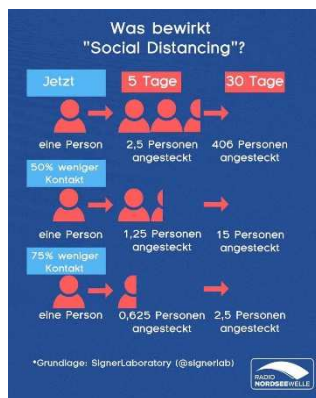 Was bewirkt
"Social Distancing"?
Jetzt 5 Tage 30 Tage
eine Person 2,5 Personen angesteckt 406 Personen angesteckt
50% weniger
Kontakt
eine Person 1,25 Personen angesteckt 15 Personen angesteckt
75% weniger
Kontakt
eine Person 0,625 Personen angesteckt 2,5 Personen angesteckt
*Grundlage: SignerLaboratory (@signerlab)
RADIO
NORDSEEWELLE